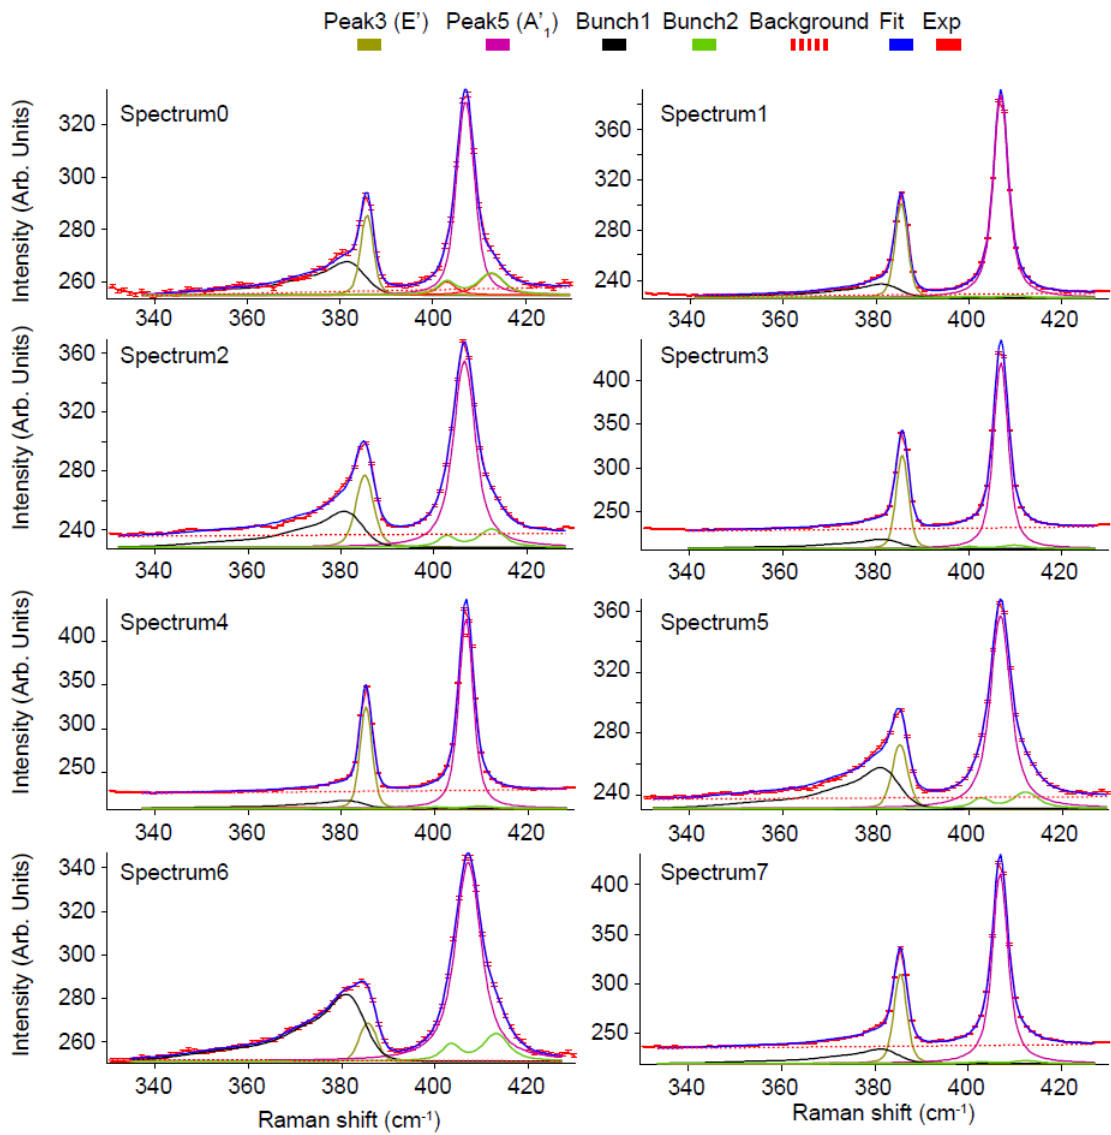 Peak3 (E’) Peak5 (A’₁) Bunch1 Bunch2 Background Fit Exp
Intensity (Arb. Units)
Spectrum0
320
300
280
260
340 360 380 400 420
Spectrum1
360
320
280
240
340 360 380 400 420
Intensity (Arb. Units)
Spectrum2
360
320
280
240
340 360 380 400 420
Spectrum3
400
350
300
250
340 360 380 400 420
Intensity (Arb. Units)
Spectrum4
400
350
300
250
340 360 380 400 420
Spectrum5
360
320
280
240
340 360 380 400 420
Intensity (Arb. Units)
Spectrum6
340
320
300
280
260
340 360 380 400 420
Raman shift (cm⁻¹)
Spectrum7
400
350
300
250
340 360 380 400 420
Raman shift (cm⁻¹)